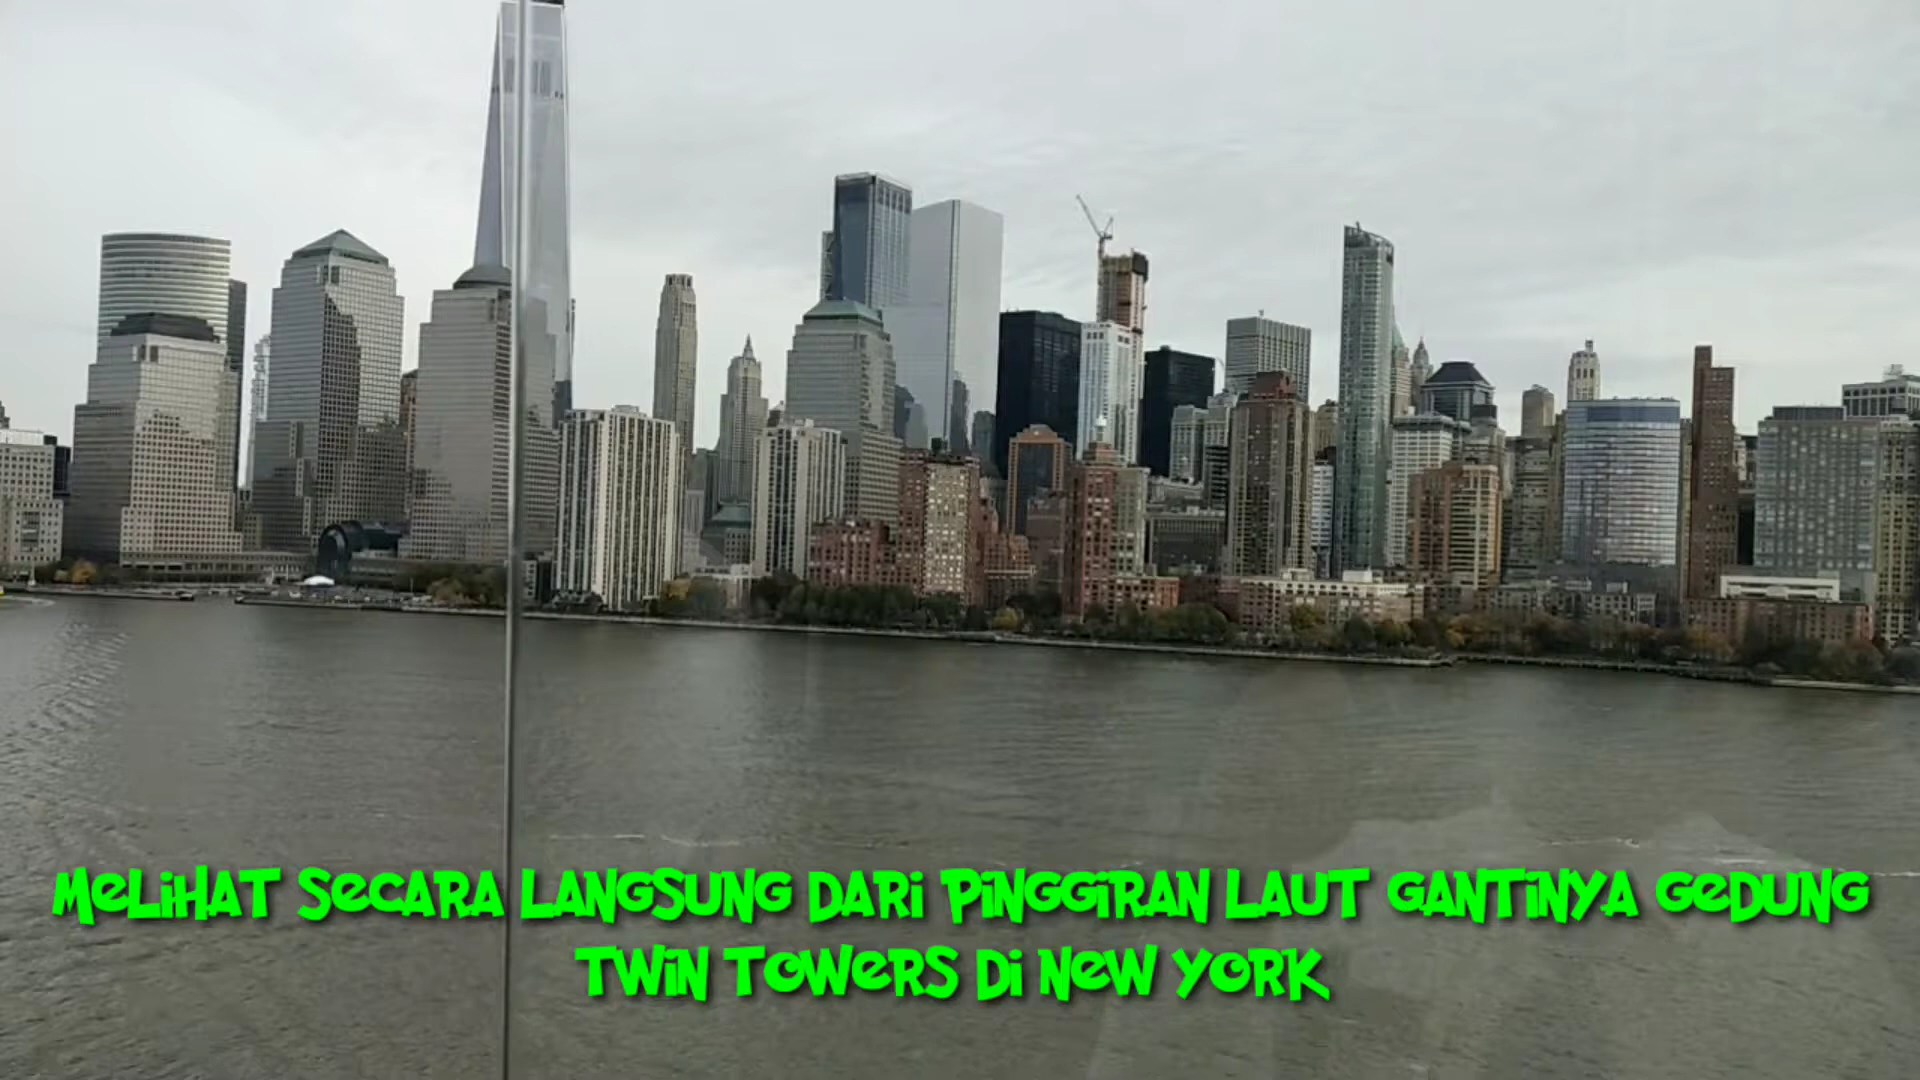 MELIHAT SECARA LANGSUNG DARI PINGGIRAN LAUT GANTINYA GEDUNG
TWIN TOWERS DI NEW YORK